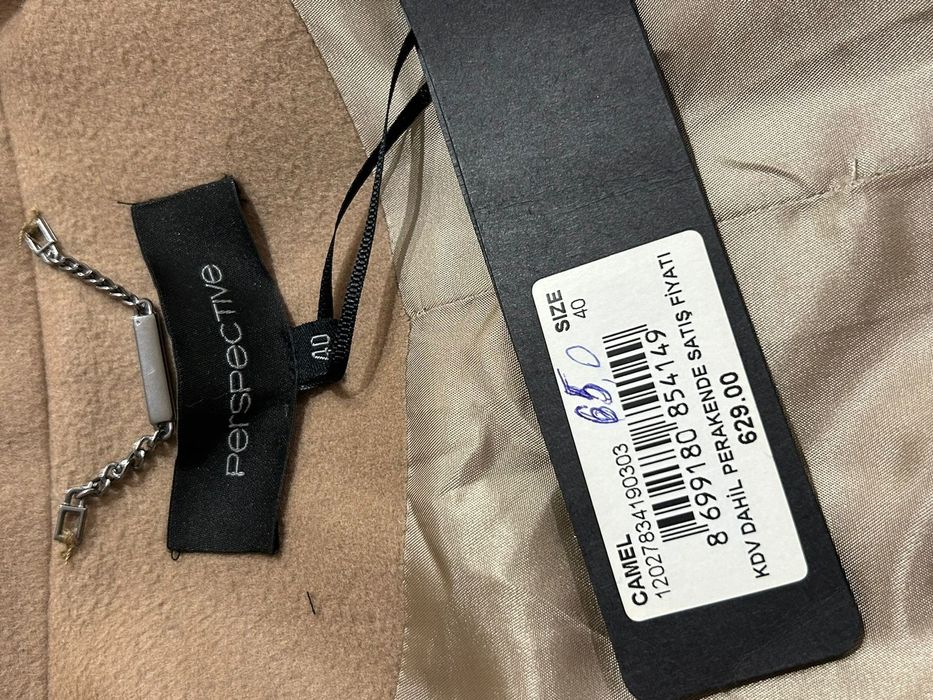 Perspective
40
CAMEL
SIZE
12027834190303
65,0
40
8 699180 854149
KDV DAHİL PERAKENDE SATIŞ FİYATI
629.00